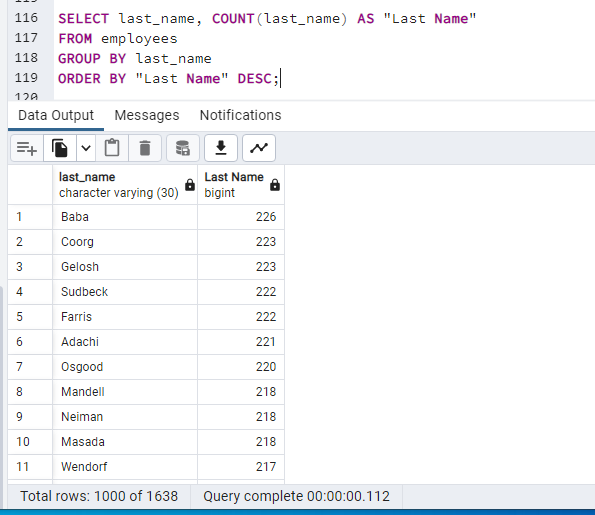 115
116 SELECT last_name, COUNT(last_name) AS "Last Name"
117 FROM employees
118 GROUP BY last_name
119 ORDER BY "Last Name" DESC;
120
Data Output Messages Notifications
last_name Last Name
character varying (30) bigint
1 Baba 226
2 Coorg 223
3 Gelosh 223
4 Sudbeck 222
5 Farris 222
6 Adachi 221
7 Osgood 220
8 Mandell 218
9 Neiman 218
10 Masada 218
11 Wendorf 217
Total rows: 1000 of 1638 Query complete 00:00:00.112